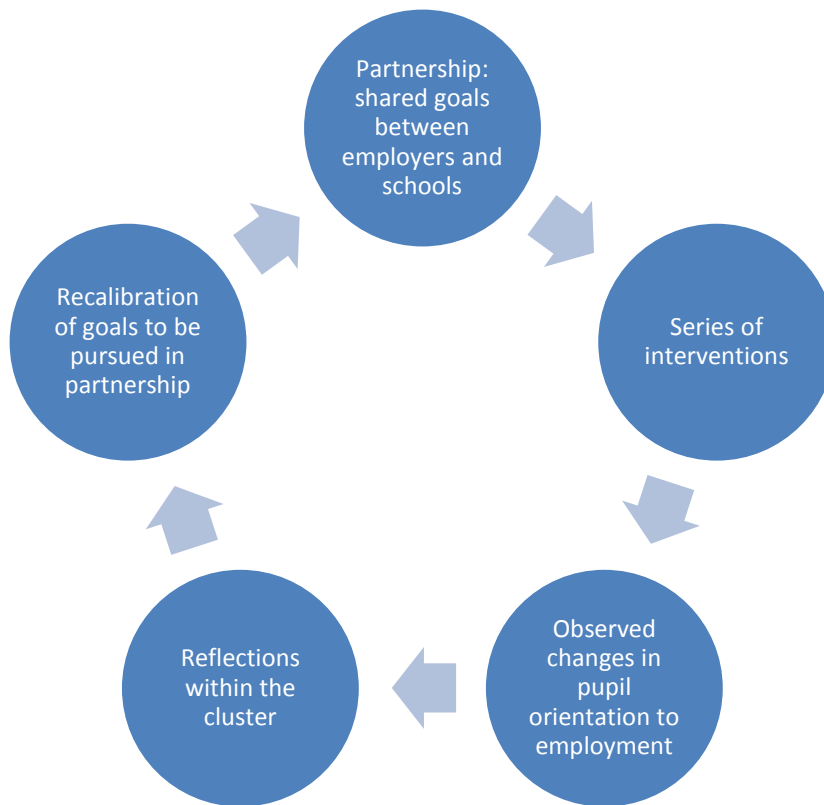 Partnership:
shared goals
between
employers and
schools
Series of
interventions
Observed
changes in
pupil
orientation to
employment
Reflections
within the
cluster
Recalibration
of goals to be
pursued in
partnership